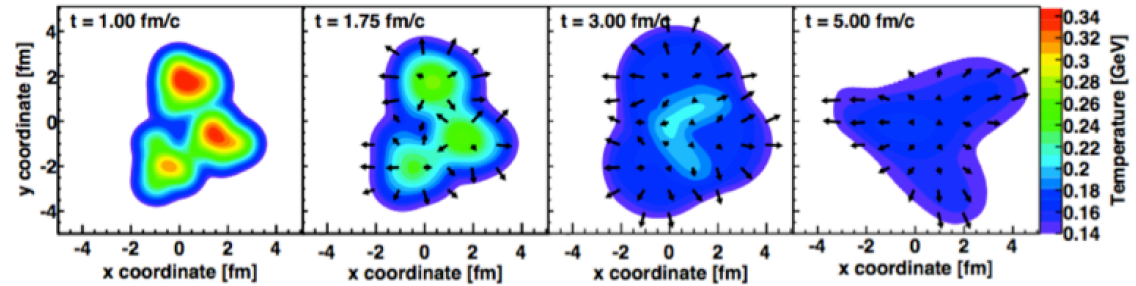 t = 1.00 fm/c
t = 1.75 fm/c
t = 3.00 fm/c
t = 5.00 fm/c
y coordinate [fm]
4
2
0
-2
-4
-4 -2 0 2 4
-4 -2 0 2 4
-4 -2 0 2 4
-4 -2 0 2 4
x coordinate [fm]
x coordinate [fm]
x coordinate [fm]
x coordinate [fm]
0.34
0.32
0.3
0.28
0.26
0.24
0.22
0.2
0.18
0.16
0.14
Temperature [GeV]